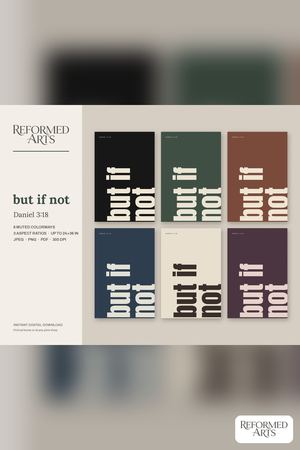 REFORMED
ARTS
but if not
Daniel 3:18
6 MUTED COLORWAYS
5 ASPECT RATIOS · UP TO 24×36 IN
JPEG · PNG · PDF · 300 DPI
INSTANT DIGITAL DOWNLOAD
but if
not
but if
not
but if
not
but if
not
but if
not
but if
not
REFORMED
ARTS